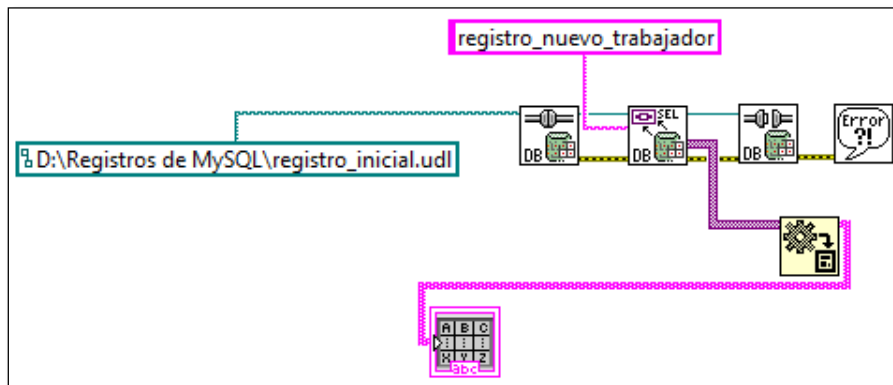 registro_nuevo_trabajador
D:\Registros de MySQL\registro_inicial.udl
DB
SEL
DB
DB
Error
?!
A B C
X Y Z
abc